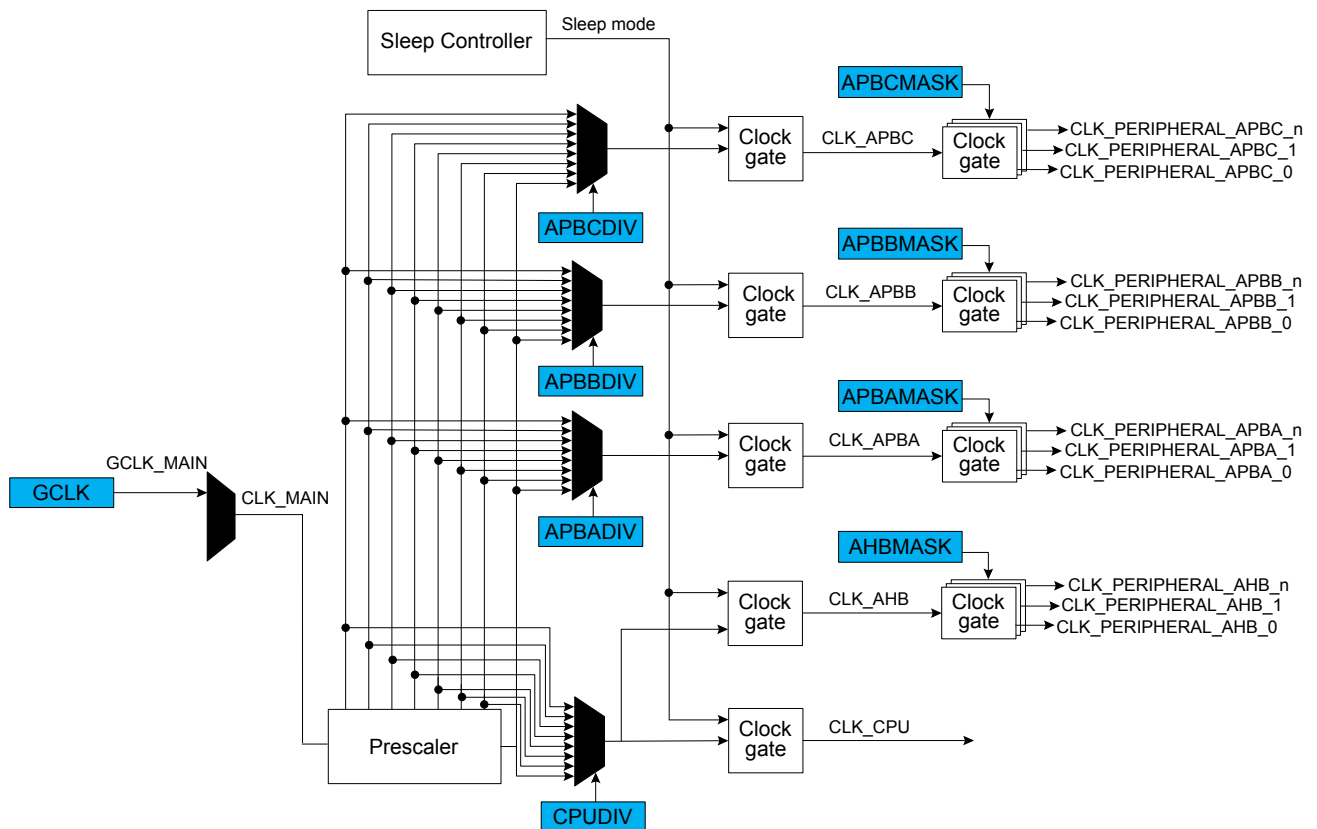 Sleep Controller
Sleep mode
APBCMASK
Clock
gate
CLK_APBC
Clock
gate
CLK_PERIPHERAL_APBC_n
CLK_PERIPHERAL_APBC_1
CLK_PERIPHERAL_APBC_0
APBCDIV
APBBMASK
Clock
gate
CLK_APBB
Clock
gate
CLK_PERIPHERAL_APBB_n
CLK_PERIPHERAL_APBB_1
CLK_PERIPHERAL_APBB_0
APBBDIV
APBAMASK
Clock
gate
CLK_APBA
Clock
gate
CLK_PERIPHERAL_APBA_n
CLK_PERIPHERAL_APBA_1
CLK_PERIPHERAL_APBA_0
GCLK
GCLK_MAIN
CLK_MAIN
APBADIV
AHBMASK
Clock
gate
CLK_AHB
Clock
gate
CLK_PERIPHERAL_AHB_n
CLK_PERIPHERAL_AHB_1
CLK_PERIPHERAL_AHB_0
Prescaler
Clock
gate
CLK_CPU
CPUDIV